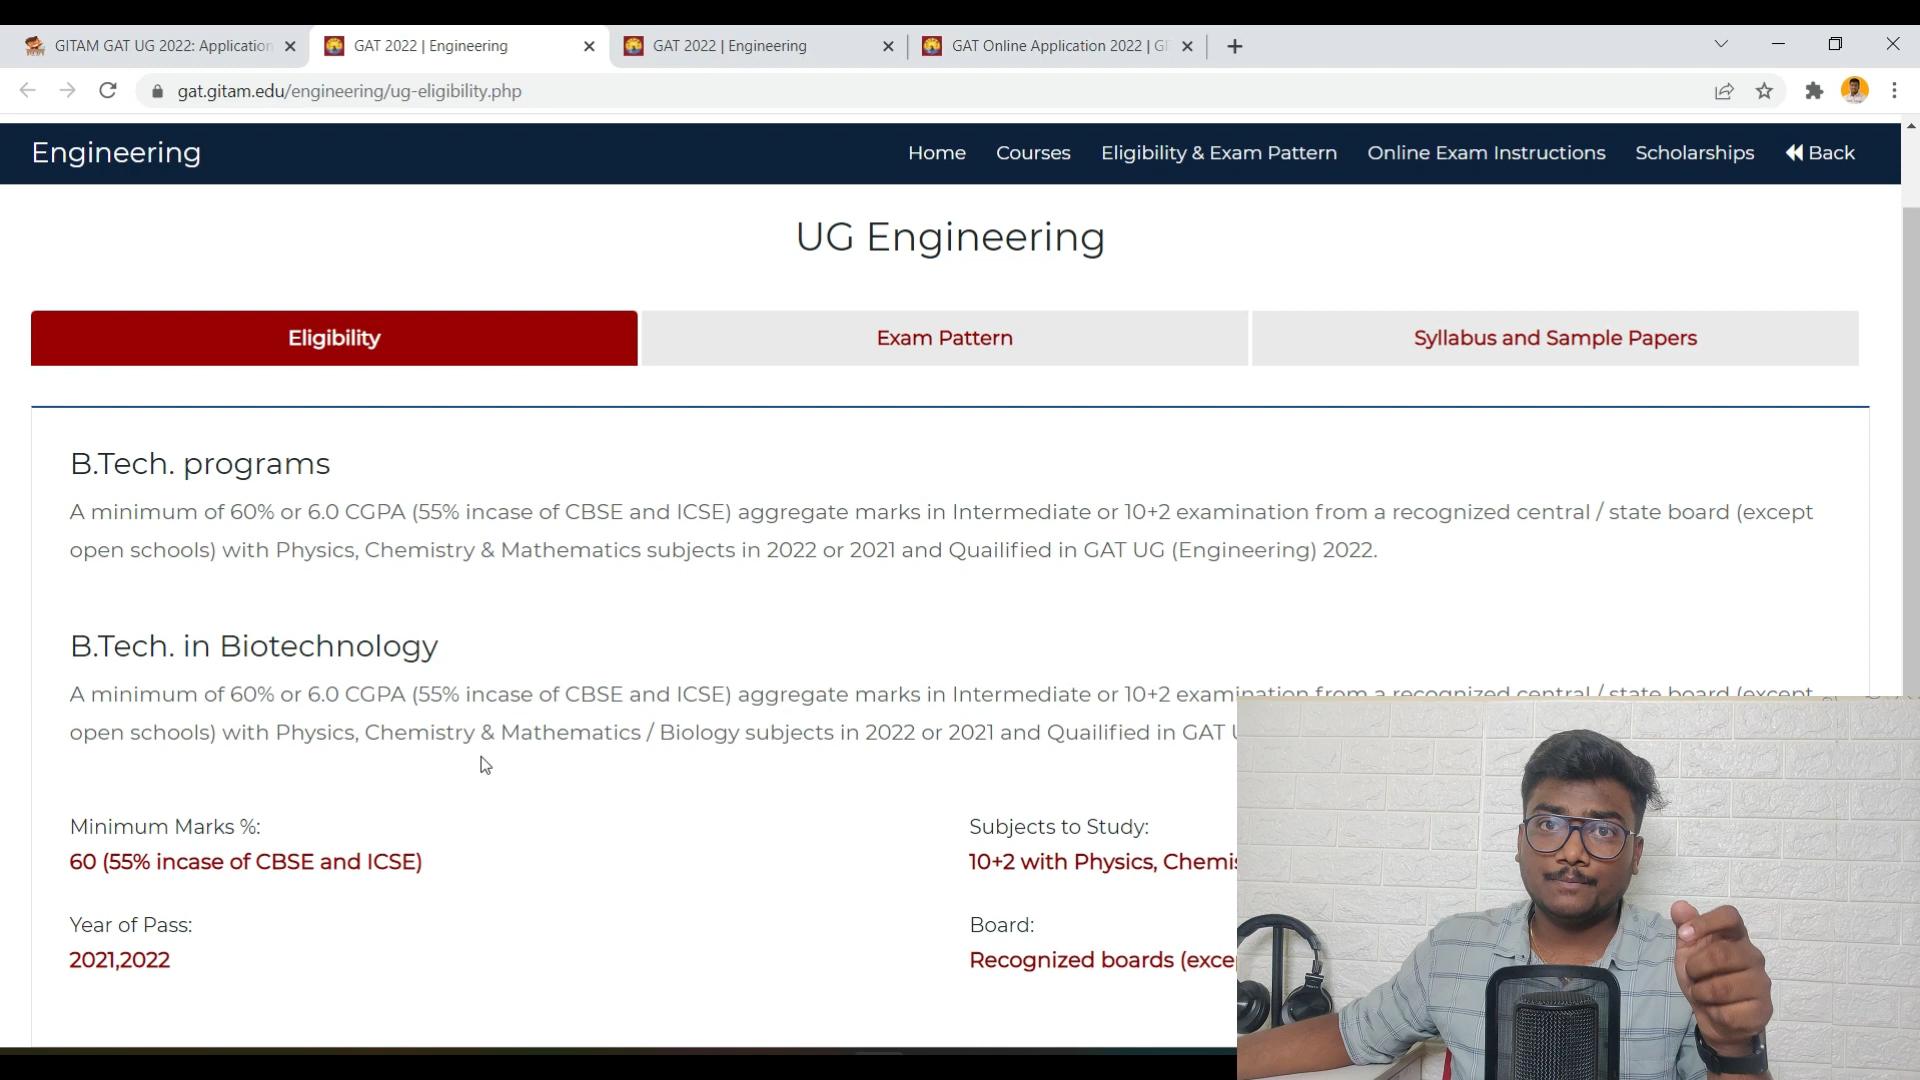 GITAM GAT UG 2022: Application
GAT 2022 | Engineering
GAT 2022 | Engineering
GAT Online Application 2022 | GI
gat.gitam.edu/engineering/ug-eligibility.php
Engineering
Home
Courses
Eligibility & Exam Pattern
Online Exam Instructions
Scholarships
Back
UG Engineering
Eligibility
Exam Pattern
Syllabus and Sample Papers
B.Tech. programs
A minimum of 60% or 6.0 CGPA (55% incase of CBSE and ICSE) aggregate marks in Intermediate or 10+2 examination from a recognized central / state board (except
open schools) with Physics, Chemistry & Mathematics subjects in 2022 or 2021 and Quailified in GAT UG (Engineering) 2022.
B.Tech. in Biotechnology
A minimum of 60% or 6.0 CGPA (55% incase of CBSE and ICSE) aggregate marks in Intermediate or 10+2 examination from a recognized central / state board (except
open schools) with Physics, Chemistry & Mathematics / Biology subjects in 2022 or 2021 and Quailified in GAT
Minimum Marks %:
60 (55% incase of CBSE and ICSE)
Subjects to Study:
10+2 with Physics, Chemis
Year of Pass:
2021,2022
Board:
Recognized boards (exce